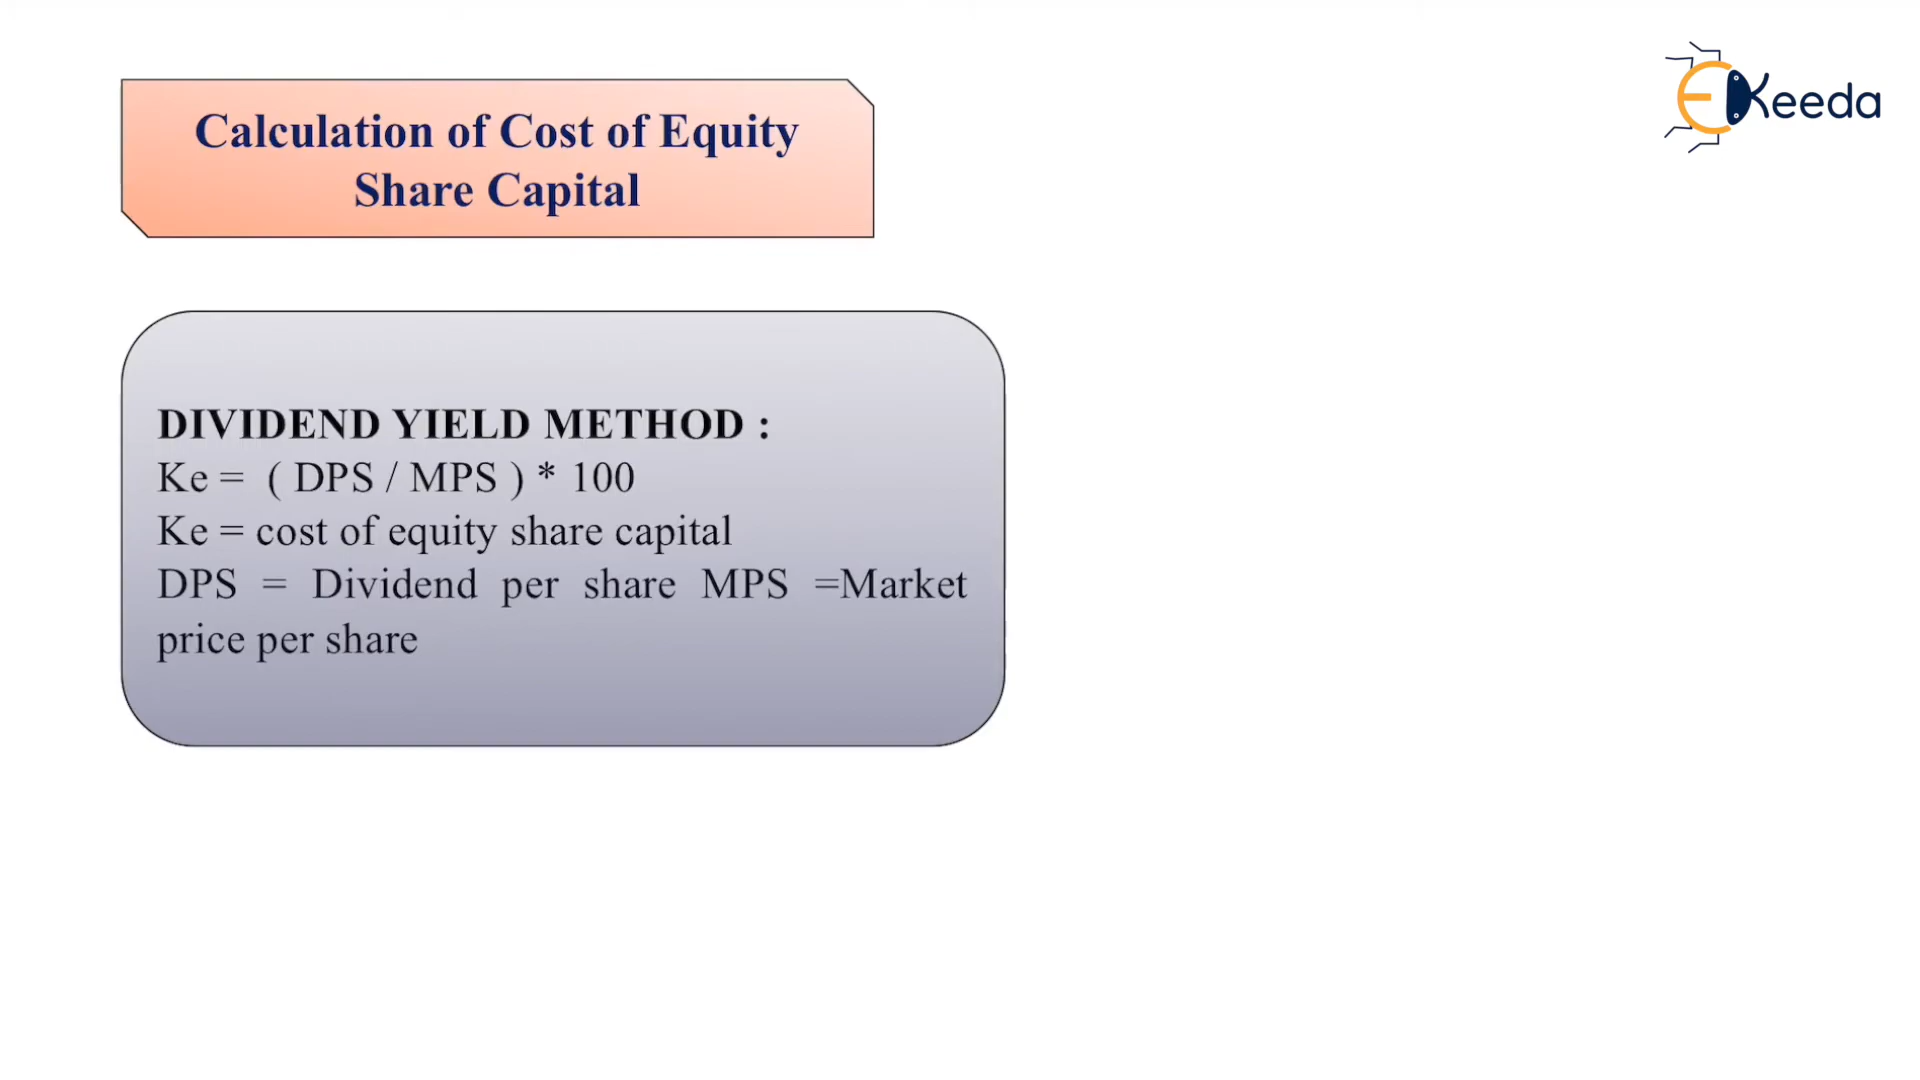 Calculation of Cost of Equity
Share Capital
EKeeda
DIVIDEND YIELD METHOD :
Ke = ( DPS / MPS ) * 100
Ke = cost of equity share capital
DPS = Dividend per share MPS =Market
price per share